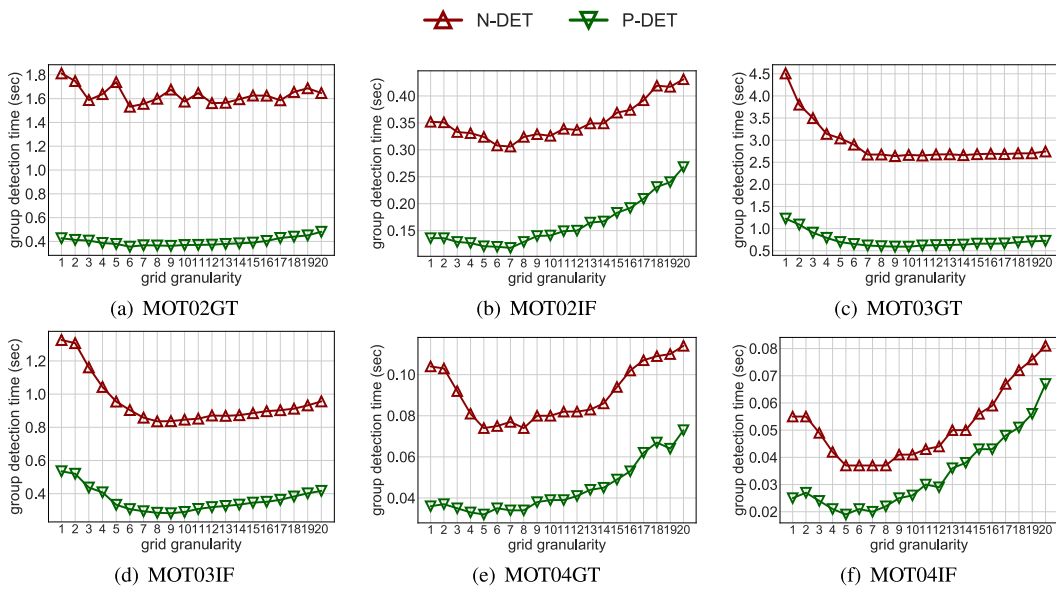 N-DET P-DET
group detection time (sec)
1.8
1.6
1.4
1.2
1.0
0.8
0.6
0.4
1 2 3 4 5 6 7 8 9 10 11 12 13 14 15 16 17 18 19 20
grid granularity
(a) MOT02GT
group detection time (sec)
0.40
0.35
0.30
0.25
0.20
0.15
1 2 3 4 5 6 7 8 9 10 11 12 13 14 15 16 17 18 19 20
grid granularity
(b) MOT02IF
group detection time (sec)
4.5
4.0
3.5
3.0
2.5
2.0
1.5
1.0
0.5
1 2 3 4 5 6 7 8 9 10 11 12 13 14 15 16 17 18 19 20
grid granularity
(c) MOT03GT
group detection time (sec)
1.2
1.0
0.8
0.6
0.4
1 2 3 4 5 6 7 8 9 10 11 12 13 14 15 16 17 18 19 20
grid granularity
(d) MOT03IF
group detection time (sec)
0.10
0.08
0.06
0.04
1 2 3 4 5 6 7 8 9 10 11 12 13 14 15 16 17 18 19 20
grid granularity
(e) MOT04GT
group detection time (sec)
0.08
0.07
0.06
0.05
0.04
0.03
0.02
1 2 3 4 5 6 7 8 9 10 11 12 13 14 15 16 17 18 19 20
grid granularity
(f) MOT04IF